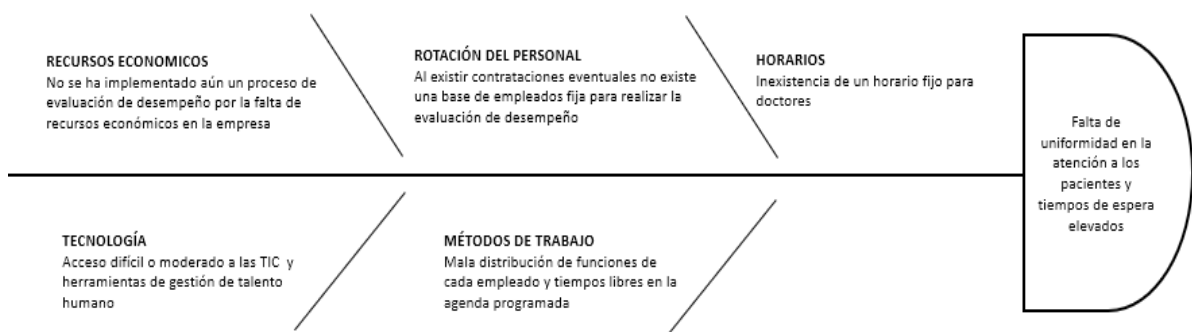 RECURSOS ECONOMICOS
No se ha implementado aún un proceso de
evaluación de desempeño por la falta de
recursos económicos en la empresa
ROTACIÓN DEL PERSONAL
Al existir contrataciones eventuales no existe
una base de empleados fija para realizar la
evaluación de desempeño
HORARIOS
Inexistencia de un horario fijo para
doctores
Falta de
uniformidad en la
atención a los
pacientes y
tiempos de espera
elevados
TECNOLOGÍA
Acceso difícil o moderado a las TIC y
herramientas de gestión de talento
humano
MÉTODOS DE TRABAJO
Mala distribución de funciones de
cada empleado y tiempos libres en la
agenda programada